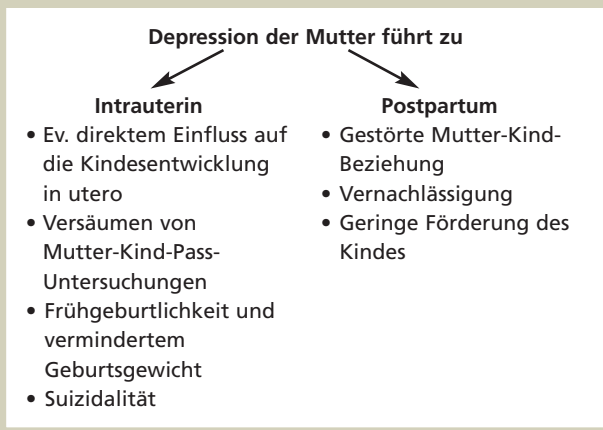 Depression der Mutter führt zu
Intrauterin
• Ev. direktem Einfluss auf
die Kindesentwicklung
in utero
• Versäumen von
Mutter-Kind-Pass-
Untersuchungen
• Frühgeburtlichkeit und
vermindertem
Geburtsgewicht
• Suizidalität
Postpartum
• Gestörte Mutter-Kind-
Beziehung
• Vernachlässigung
• Geringe Förderung des
Kindes